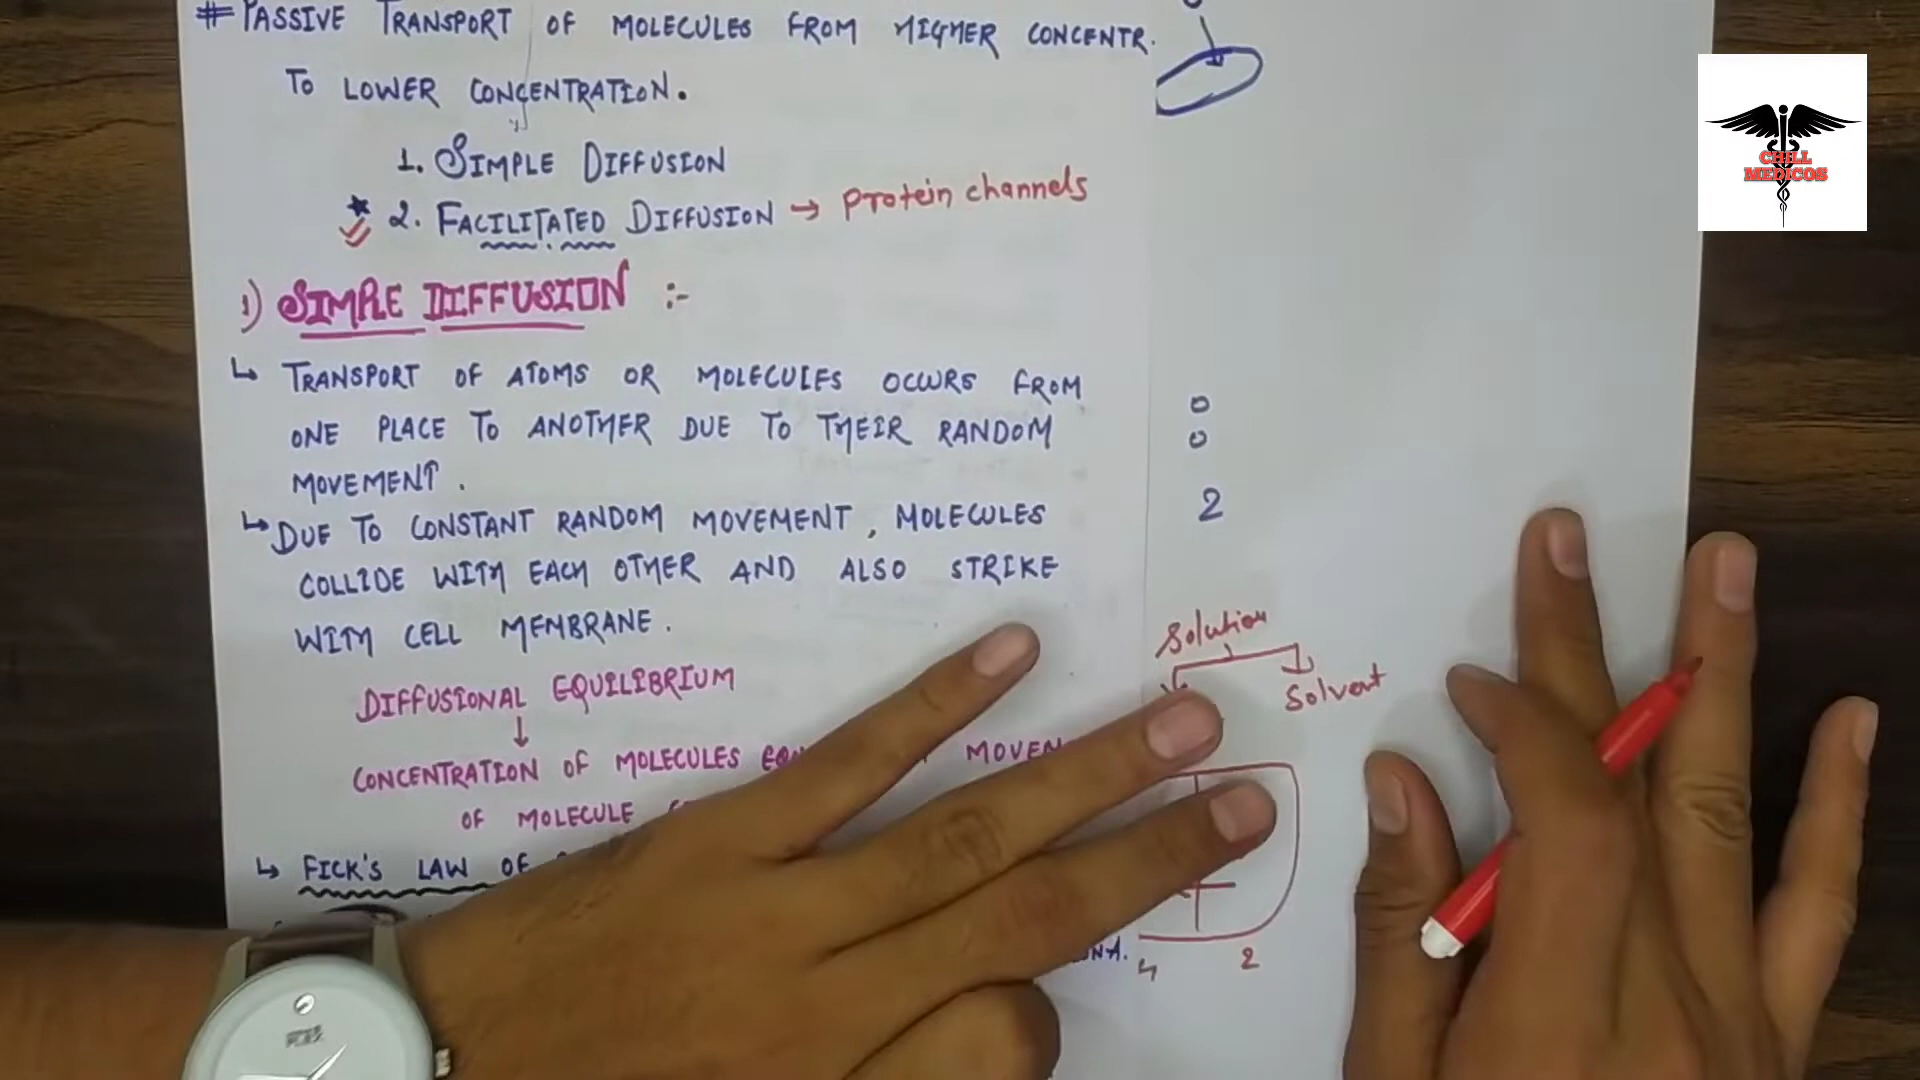 # PASSIVE TRANSPORT OF MOLECULES FROM HIGHER CONCENTR.
TO LOWER CONCENTRATION.
1. SIMPLE DIFFUSION
2. FACILITATED DIFFUSION → Protein channels
1) SIMPLE DIFFUSION :-
↳ TRANSPORT OF ATOMS OR MOLECULES OCCURS FROM
ONE PLACE TO ANOTHER DUE TO THEIR RANDOM
MOVEMENT.
↳ DUE TO CONSTANT RANDOM MOVEMENT, MOLECULES
COLLIDE WITH EACH OTHER AND ALSO STRIKE
WITH CELL MEMBRANE.
DIFFUSIONAL EQUILIBRIUM
↓
CONCENTRATION OF MOLECULES
OF MOLECULE
↳ FICK'S LAW OF
2
Solution
Solvent
4 2
CHILL
MEDICOS